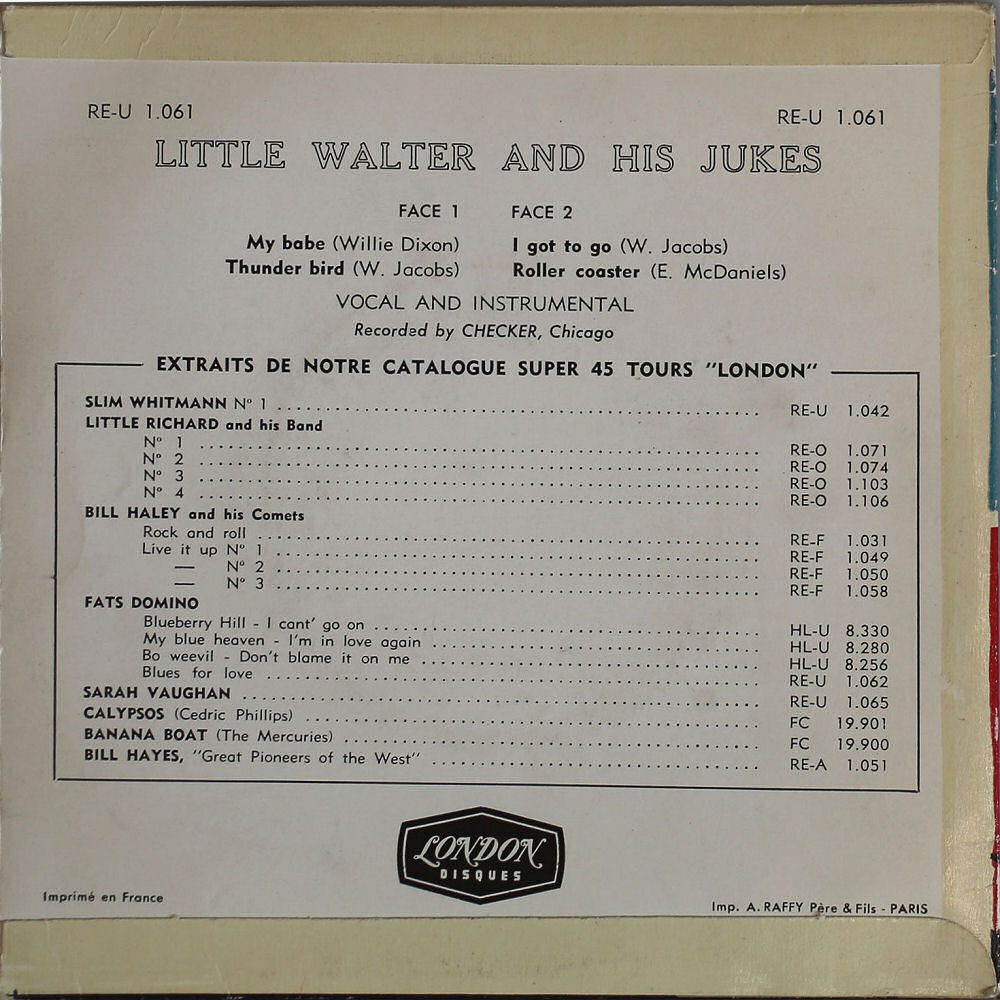 RE-U 1.061 RE-U 1.061
LITTLE WALTER AND HIS JUKES
FACE 1 FACE 2
My babe (Willie Dixon) I got to go (W. Jacobs)
Thunder bird (W. Jacobs) Roller coaster (E. McDaniels)
VOCAL AND INSTRUMENTAL
Recorded by CHECKER, Chicago
EXTRAITS DE NOTRE CATALOGUE SUPER 45 TOURS "LONDON"
SLIM WHITMANN N° 1 RE-U 1.042
LITTLE RICHARD and his Band
N° 1 RE-O 1.071
N° 2 RE-O 1.074
N° 3 RE-O 1.103
N° 4 RE-O 1.106
BILL HALEY and his Comets
Rock and roll RE-F 1.031
Live it up N° 1 RE-F 1.049
— N° 2 RE-F 1.050
— N° 3 RE-F 1.058
FATS DOMINO
Blueberry Hill - I cant' go on HL-U 8.330
My blue heaven - I'm in love again HL-U 8.280
Bo weevil - Don't blame it on me HL-U 8.256
Blues for love RE-U 1.062
SARAH VAUGHAN RE-U 1.065
CALYPSOS (Cedric Phillips) FC 19.901
BANANA BOAT (The Mercuries) FC 19.900
BILL HAYES, "Great Pioneers of the West" RE-A 1.051
LONDON
DISQUES
Imprimé en France
Imp. A. RAFFY Père & Fils - PARIS